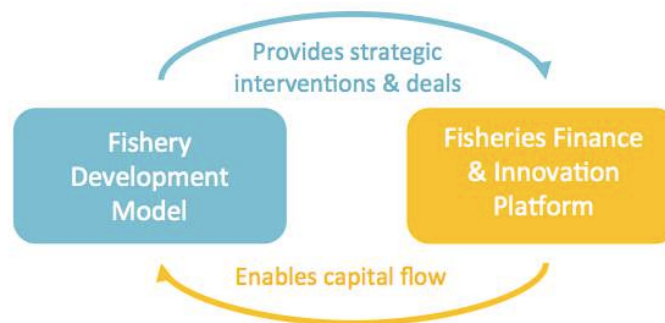 Provides strategic
interventions & deals
Fishery
Development
Model
Fisheries Finance
& Innovation
Platform
Enables capital flow